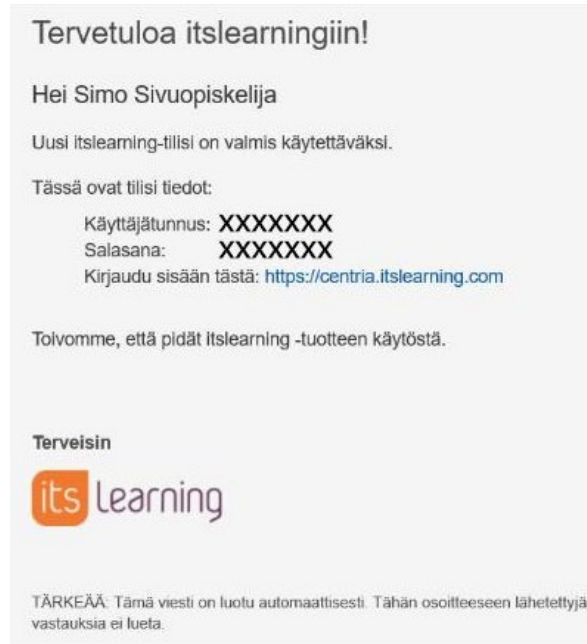 Tervetuloa itslearningiin!
Hei Simo Sivuopiskelija
Uusi itslearning-tilisi on valmis käytettäväksi.
Tässä ovat tilisi tiedot:
Käyttäjätunnus: XXXXXXX
Salasana: XXXXXXX
Kirjaudu sisään tästä: https://centria.itslearning.com
Toivomme, että pidät itslearning -tuotteen käytöstä.
Terveisin
its learning
TÄRKEÄÄ: Tämä viesti on luotu automaattisesti. Tähän osoitteeseen lähetettyjä
vastauksia ei lueta.